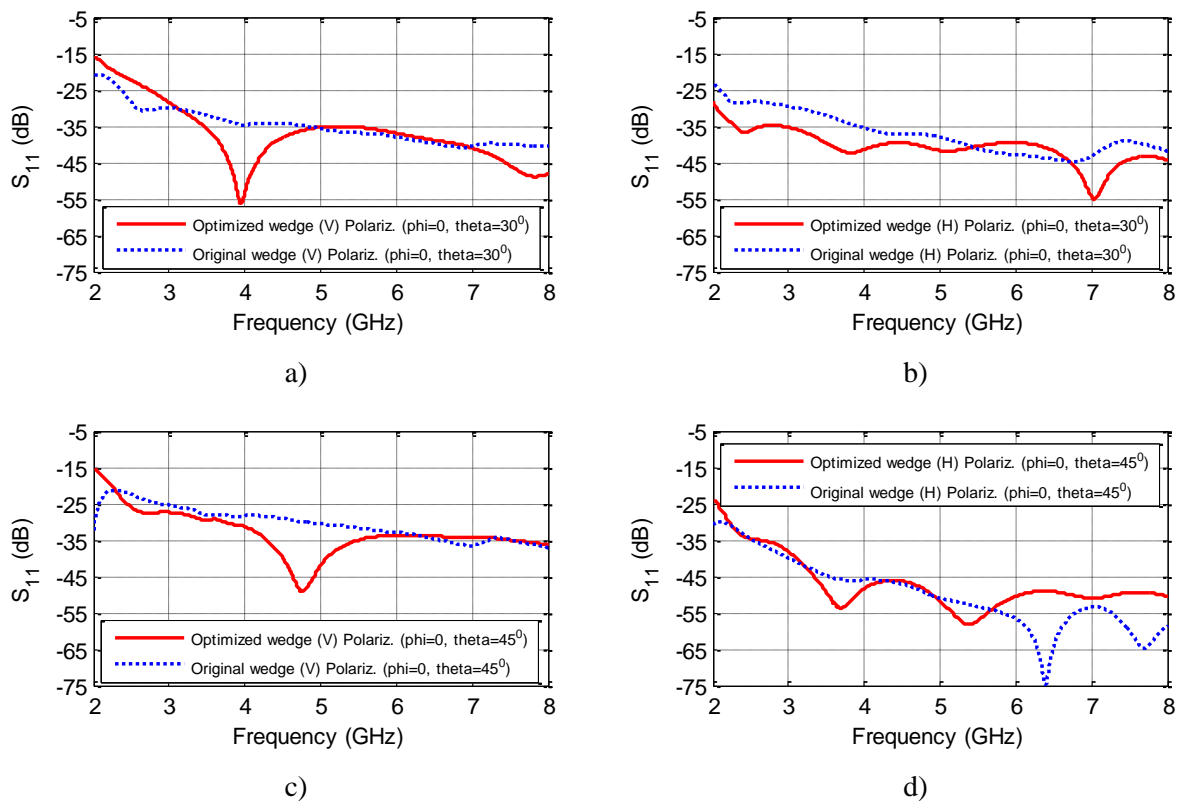 -5
-15
-25
-35
-45
-55
-65
-75
S11 (dB)
Optimized wedge (V) Polariz. (phi=0, theta=30⁰)
Original wedge (V) Polariz. (phi=0, theta=30⁰)
2 3 4 5 6 7 8
Frequency (GHz)
a)
-5
-15
-25
-35
-45
-55
-65
-75
S11 (dB)
Optimized wedge (H) Polariz. (phi=0, theta=30⁰)
Original wedge (H) Polariz. (phi=0, theta=30⁰)
2 3 4 5 6 7 8
Frequency (GHz)
b)
-5
-15
-25
-35
-45
-55
-65
-75
S11 (dB)
Optimized wedge (V) Polariz. (phi=0, theta=45⁰)
Original wedge (V) Polariz. (phi=0, theta=45⁰)
2 3 4 5 6 7 8
Frequency (GHz)
c)
-5
-15
-25
-35
-45
-55
-65
-75
S11 (dB)
Optimized wedge (H) Polariz. (phi=0, theta=45⁰)
Original wedge (H) Polariz. (phi=0, theta=45⁰)
2 3 4 5 6 7 8
Frequency (GHz)
d)